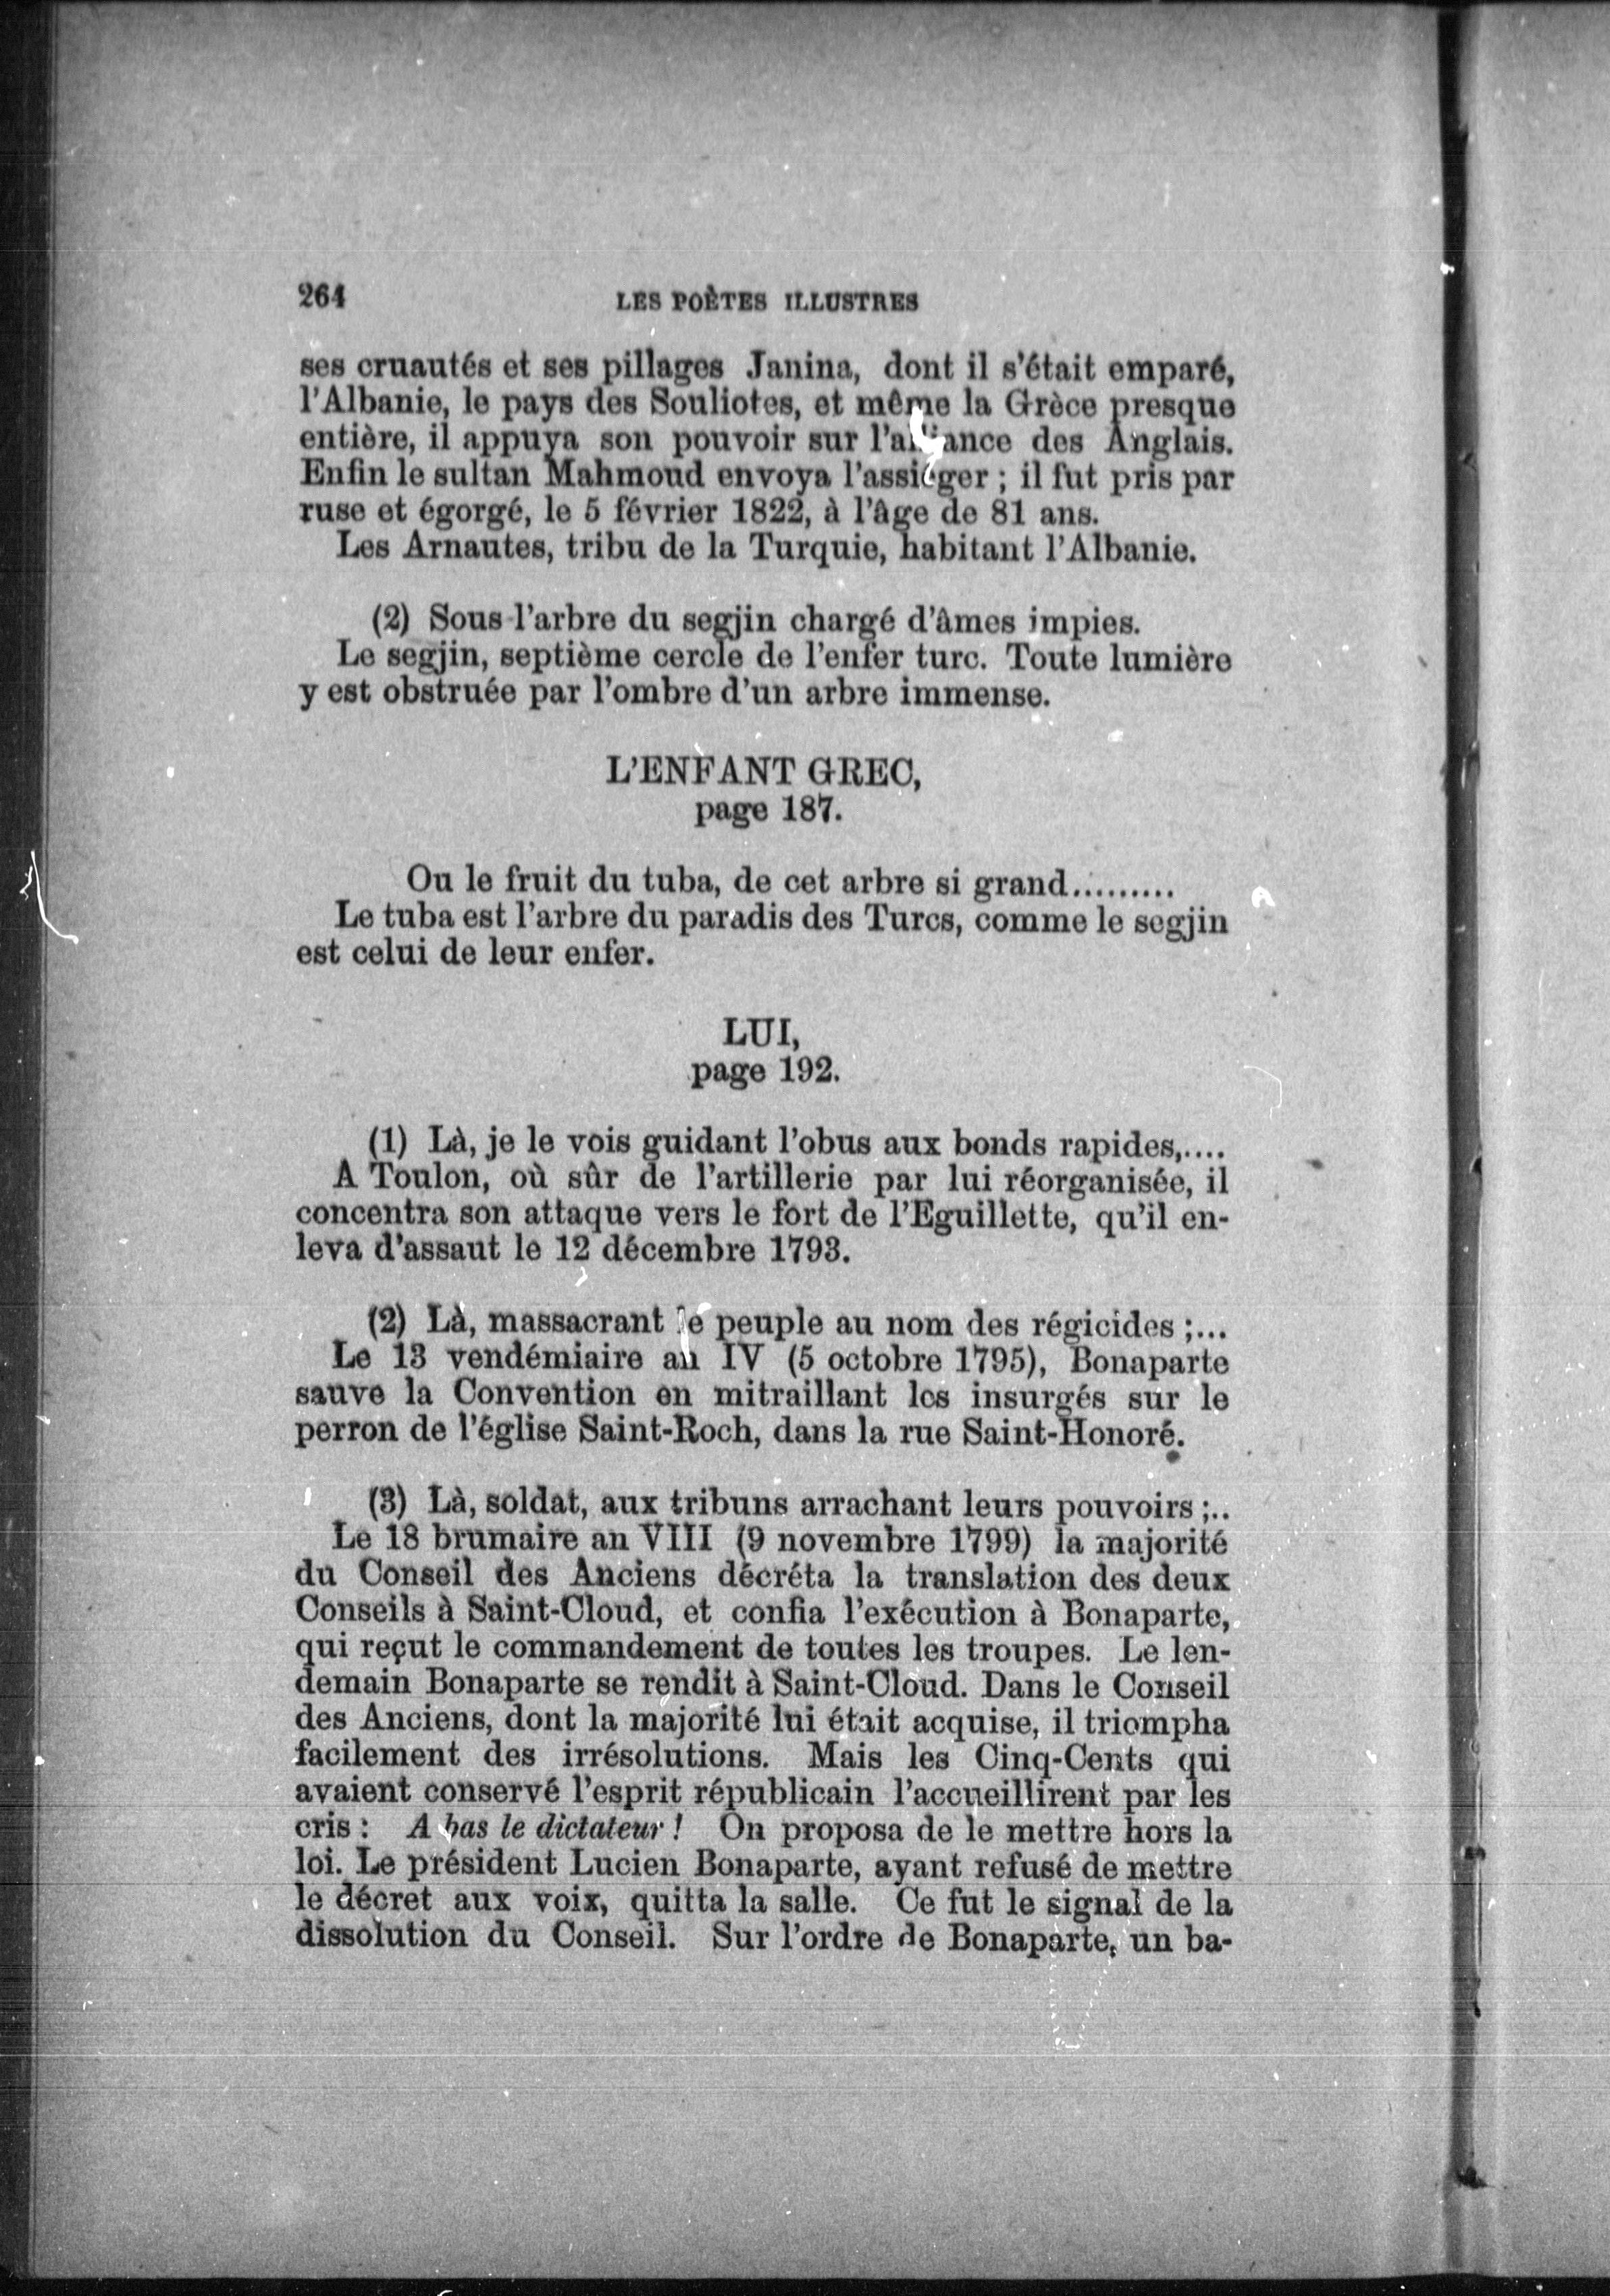 264 LES POÈTES ILLUSTRES
ses cruautés et ses pillages Janina, dont il s'était emparé,
l'Albanie, le pays des Souliotes, et même la Grèce presque
entière, il appuya son pouvoir sur l'alliance des Anglais.
Enfin le sultan Mahmoud envoya l'assiéger ; il fut pris par
ruse et égorgé, le 5 février 1822, à l'âge de 81 ans.
Les Arnautes, tribu de la Turquie, habitant l'Albanie.
(2) Sous l'arbre du segjin chargé d'âmes impies.
Le segjin, septième cercle de l'enfer turc. Toute lumière
y est obstruée par l'ombre d'un arbre immense.
L'ENFANT GREC,
page 187.
Ou le fruit du tuba, de cet arbre si grand.........
Le tuba est l'arbre du paradis des Turcs, comme le segjin
est celui de leur enfer.
LUI,
page 192.
(1) Là, je le vois guidant l'obus aux bonds rapides,....
A Toulon, où sûr de l'artillerie par lui réorganisée, il
concentra son attaque vers le fort de l'Eguillette, qu'il en-
leva d'assaut le 12 décembre 1793.
(2) Là, massacrant le peuple au nom des régicides ;...
Le 13 vendémiaire an IV (5 octobre 1795), Bonaparte
sauve la Convention en mitraillant les insurgés sur le
perron de l'église Saint-Roch, dans la rue Saint-Honoré.
(3) Là, soldat, aux tribuns arrachant leurs pouvoirs ;..
Le 18 brumaire an VIII (9 novembre 1799) la majorité
du Conseil des Anciens décréta la translation des deux
Conseils à Saint-Cloud, et confia l'exécution à Bonaparte,
qui reçut le commandement de toutes les troupes. Le len-
demain Bonaparte se rendit à Saint-Cloud. Dans le Conseil
des Anciens, dont la majorité lui était acquise, il triompha
facilement des irrésolutions. Mais les Cinq-Cents qui
avaient conservé l'esprit républicain l'accueillirent par les
cris : A bas le dictateur ! On proposa de le mettre hors la
loi. Le président Lucien Bonaparte, ayant refusé de mettre
le décret aux voix, quitta la salle. Ce fut le signal de la
dissolution du Conseil. Sur l'ordre de Bonaparte, un ba-